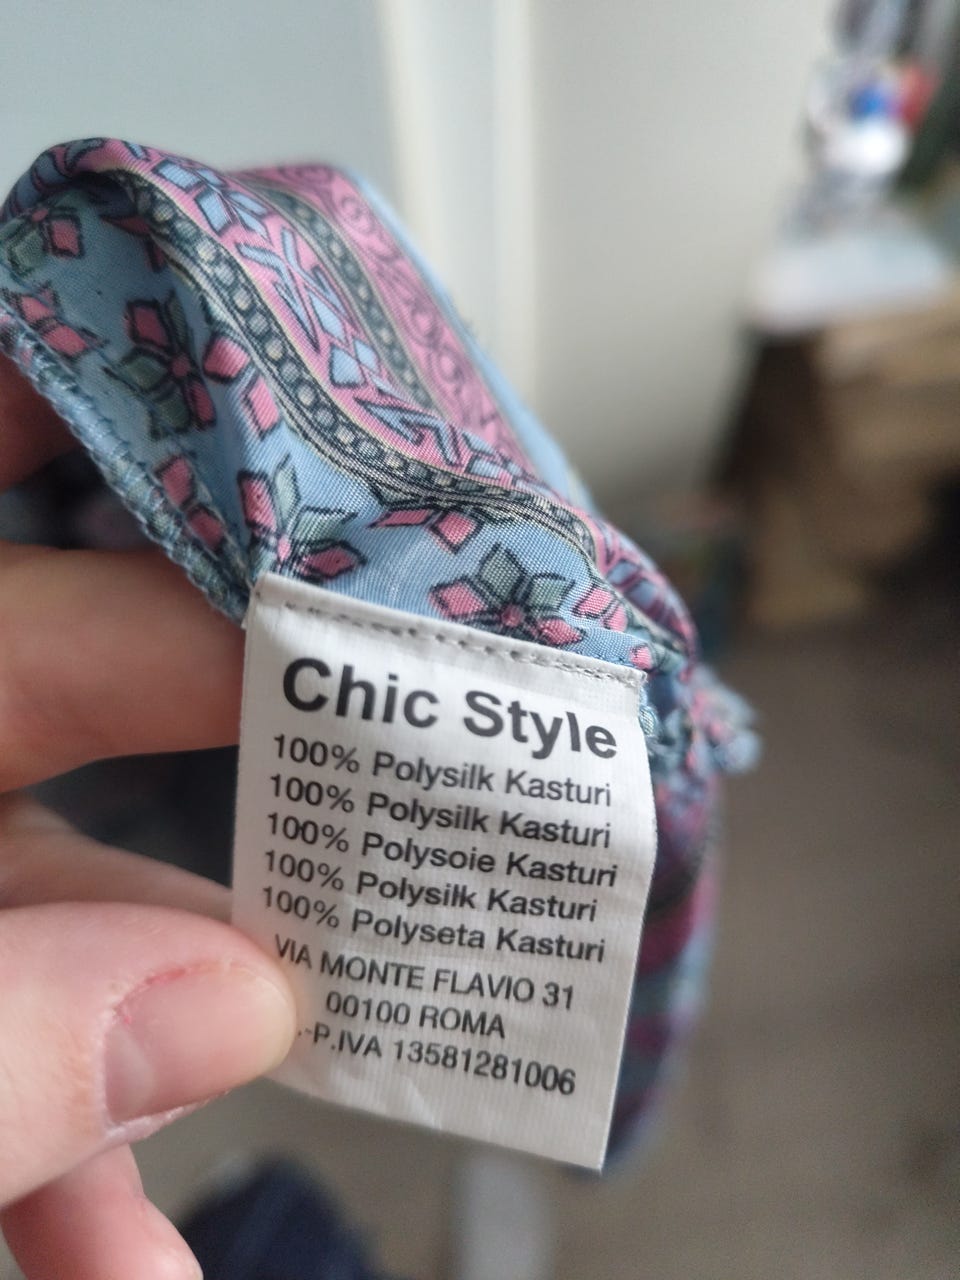 Chic Style
100% Polysilk Kasturi
100% Polysilk Kasturi
100% Polysoie Kasturi
100% Polysilk Kasturi
100% Polyseta Kasturi
VIA MONTE FLAVIO 31
00100 ROMA
.-P.IVA 13581281006